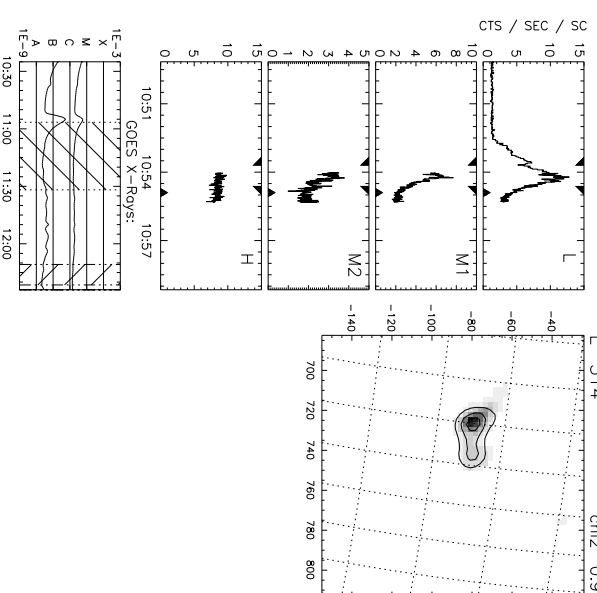 CTS / SEC / SC
0 5 10 15
L
0 2 4 6 8 10
M1
0 1 2 3 4 5
M2
0 5 10 15
H
10:51 10:54 10:57
GOES X-Rays:
1E-3
X
M
C
B
A
1E-9
10:30 11:00 11:30 12:00
-140 -120 -100 -80 -60 -40
700 720 740 760 780 800